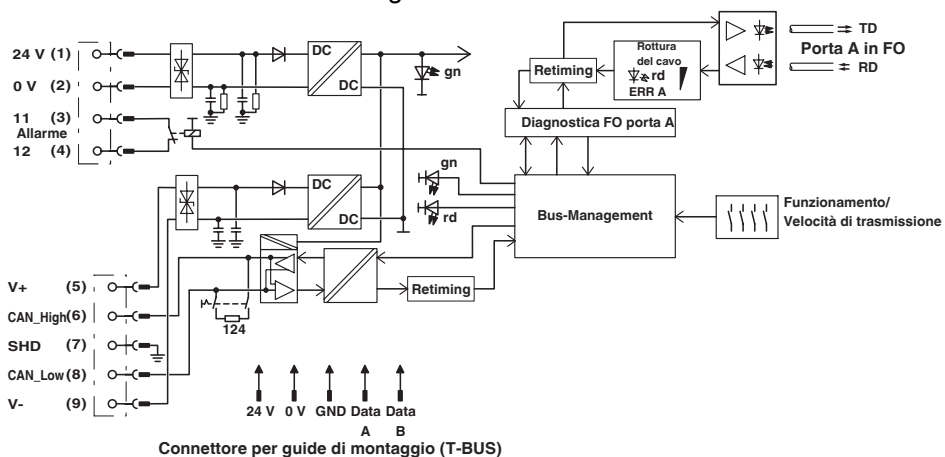 24 V (1)
0 V (2)
11 (3)
Allarme
12 (4)
DC
DC
gn
Retiming
Rottura
del cavo
rd
ERR A
TD
Porta A in FO
RD
Diagnostica FO porta A
DC
DC
gn
rd
Bus-Management
Funzionamento/
Velocità di trasmissione
V+ (5)
CAN_High(6)
SHD (7)
CAN_Low (8)
V- (9)
124
Retiming
24 V 0 V GND Data Data
A B
Connettore per guide di montaggio (T-BUS)